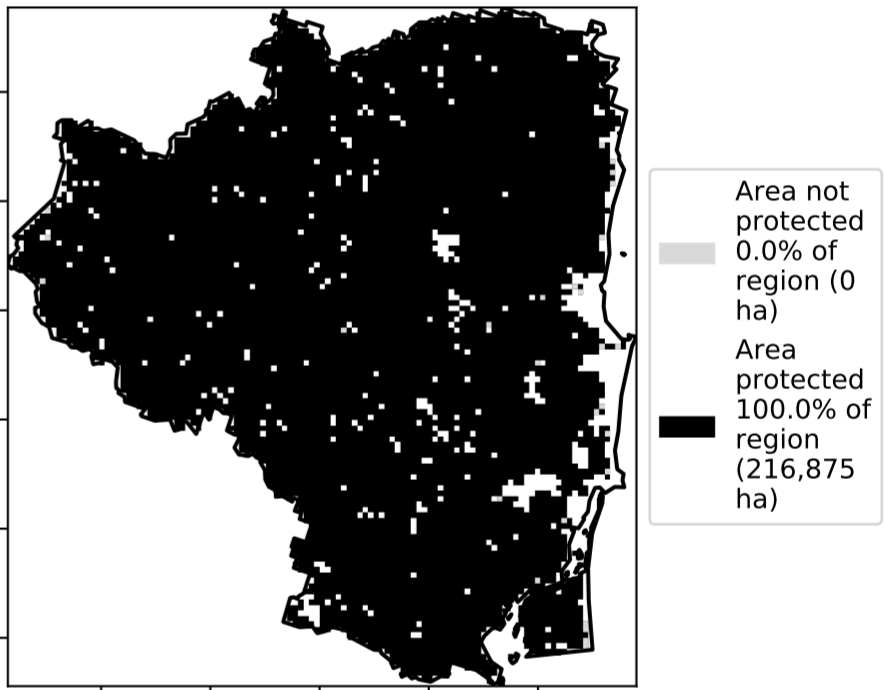 Area not
protected
0.0% of
region (0
ha)
Area
protected
100.0% of
region
(216,875
ha)